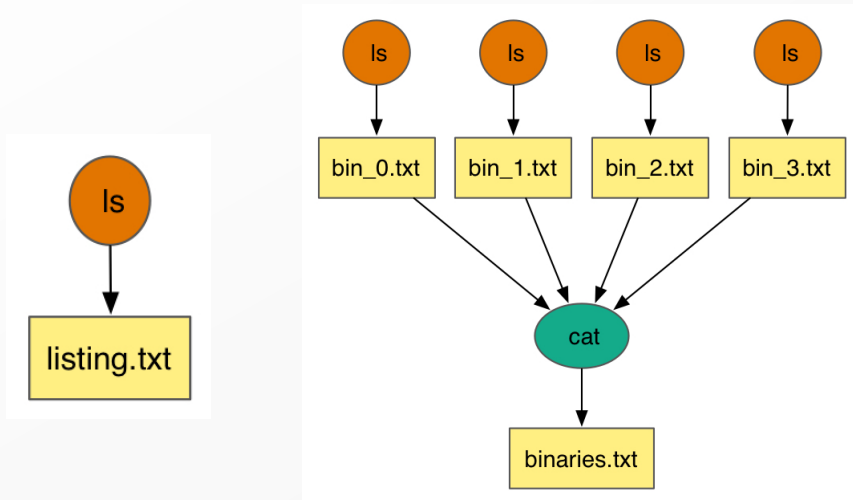 ls
listing.txt
ls ls ls ls
bin_0.txt bin_1.txt bin_2.txt bin_3.txt
cat
binaries.txt